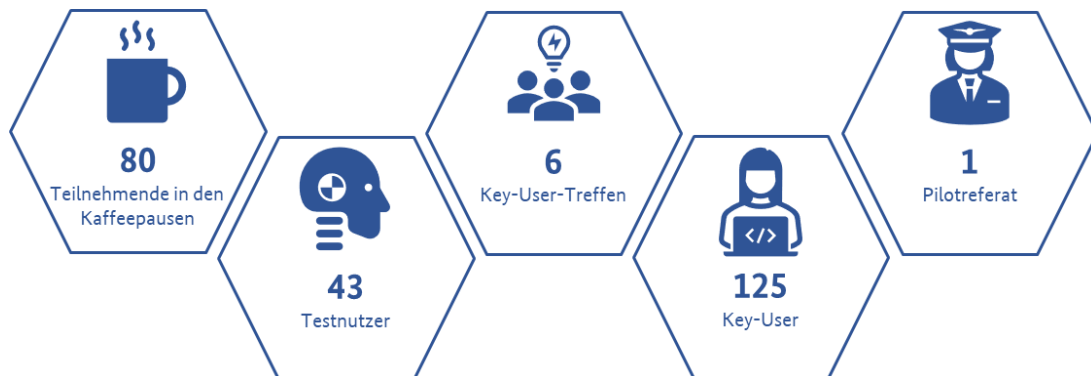 80
Teilnehmende in den
Kaffeepausen
43
Testnutzer
6
Key-User-Treffen
</>
125
Key-User
1
Pilotreferat